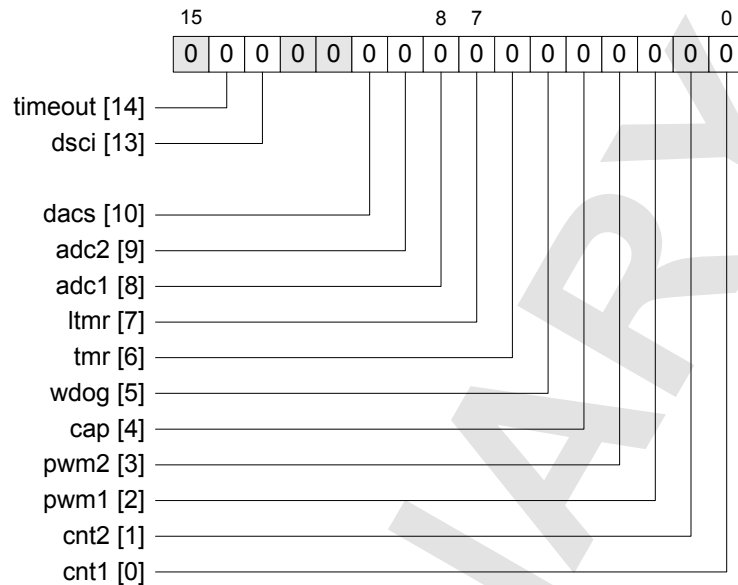 15 8 7 0
0 0 0 0 0 0 0 0 0 0 0 0 0 0 0 0
timeout [14]
dsci [13]
dacs [10]
adc2 [9]
adc1 [8]
ltmr [7]
tmr [6]
wdog [5]
cap [4]
pwm2 [3]
pwm1 [2]
cnt2 [1]
cnt1 [0]